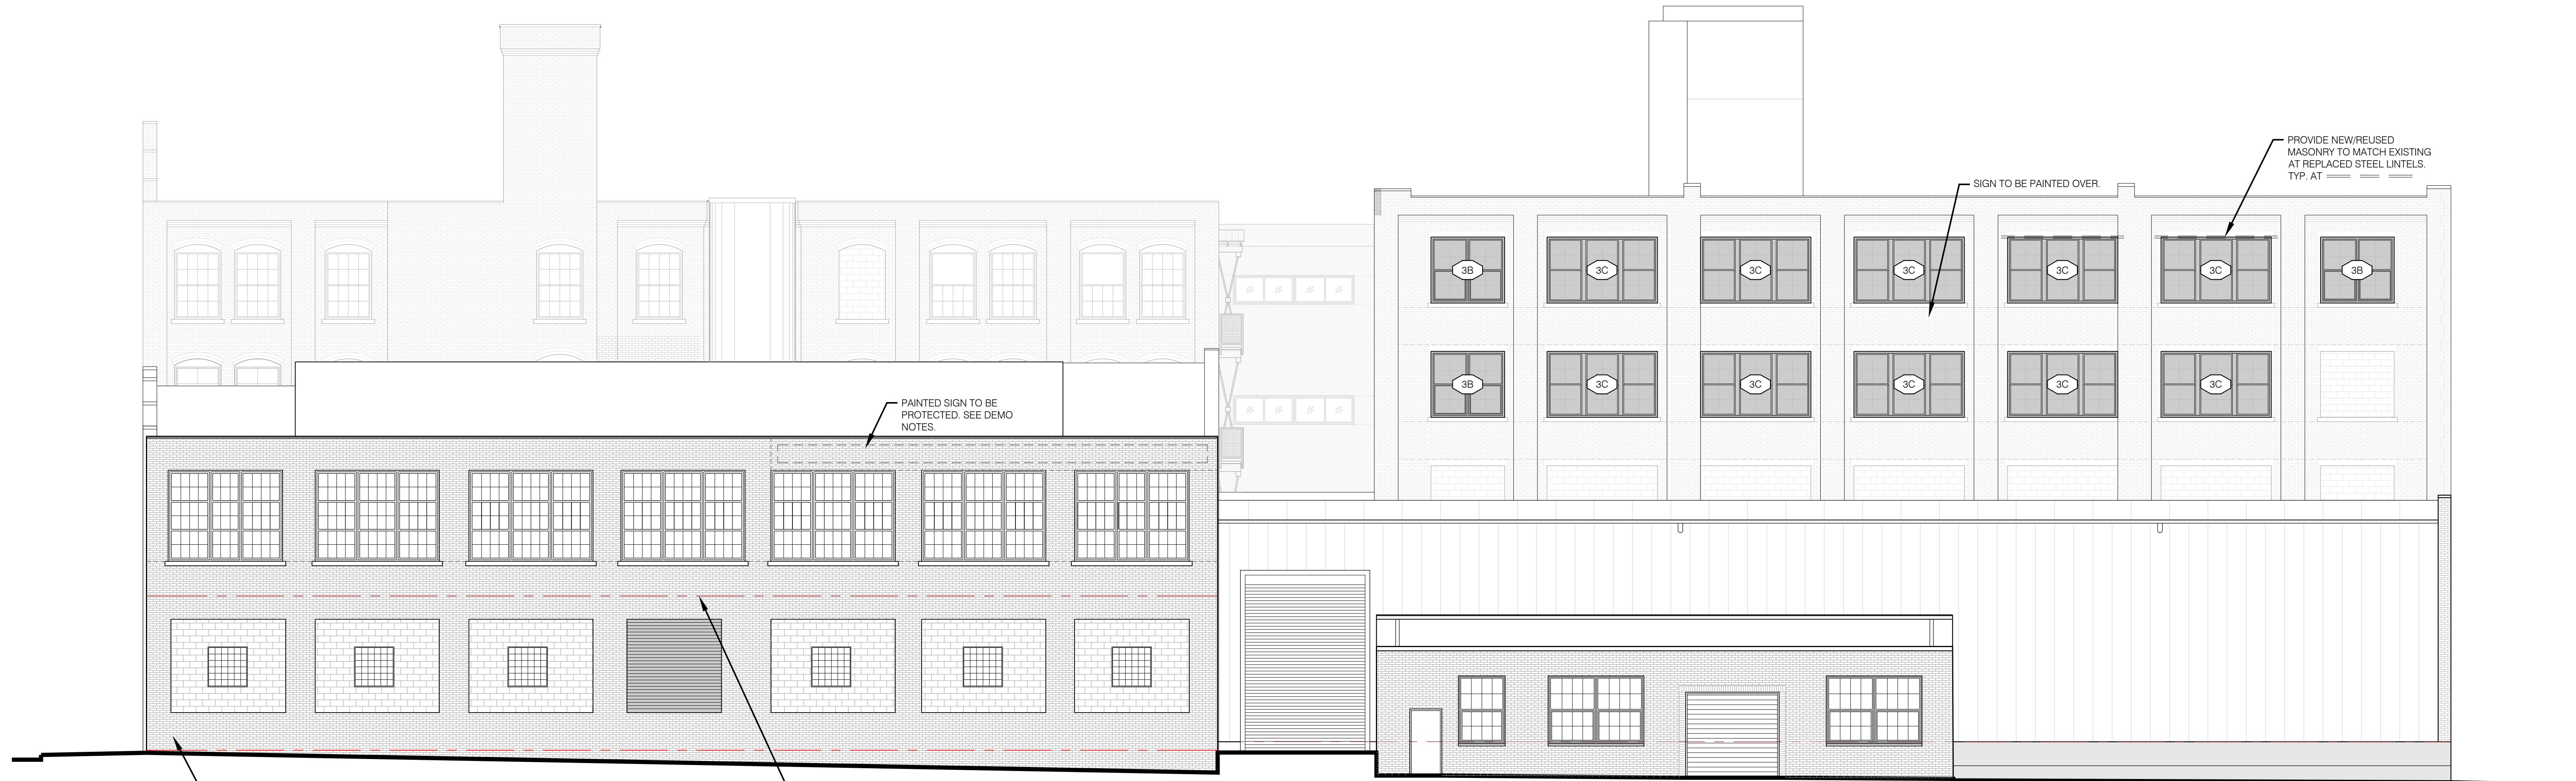 PROVIDE NEW/REUSED
MASONRY TO MATCH EXISTING
AT REPLACED STEEL LINTELS.
TYP. AT
SIGN TO BE PAINTED OVER.
3B
3C
3C
3C
3C
3C
3B
3B
3C
3C
3C
3C
3C
PAINTED SIGN TO BE
PROTECTED. SEE DEMO
NOTES.